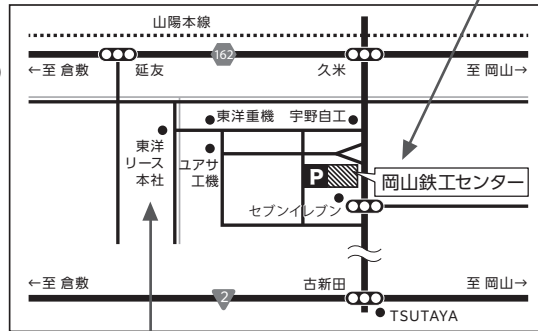 山陽本線
162
←至 倉敷
延友
久米
至 岡山→
東洋重機
宇野自工
東洋
リース
本社
ユアサ
工機
P
岡山鉄工センター
セブンイレブン
←至 倉敷
2
古新田
至 岡山→
TSUTAYA